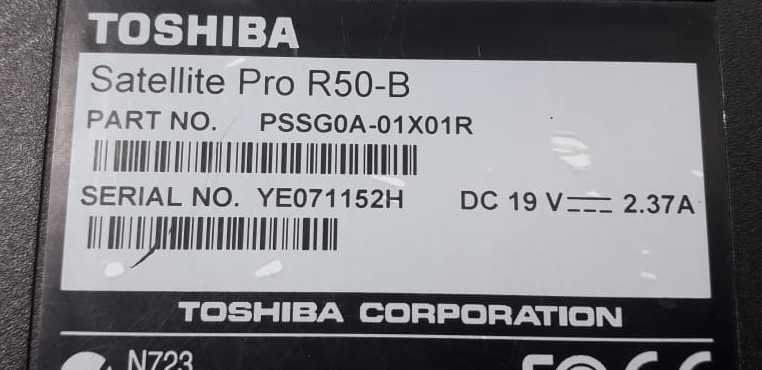 TOSHIBA
Satellite Pro R50-B
PART NO. PSSG0A-01X01R
SERIAL NO. YE071152H DC 19 V⎓ 2.37A
TOSHIBA CORPORATION
N723